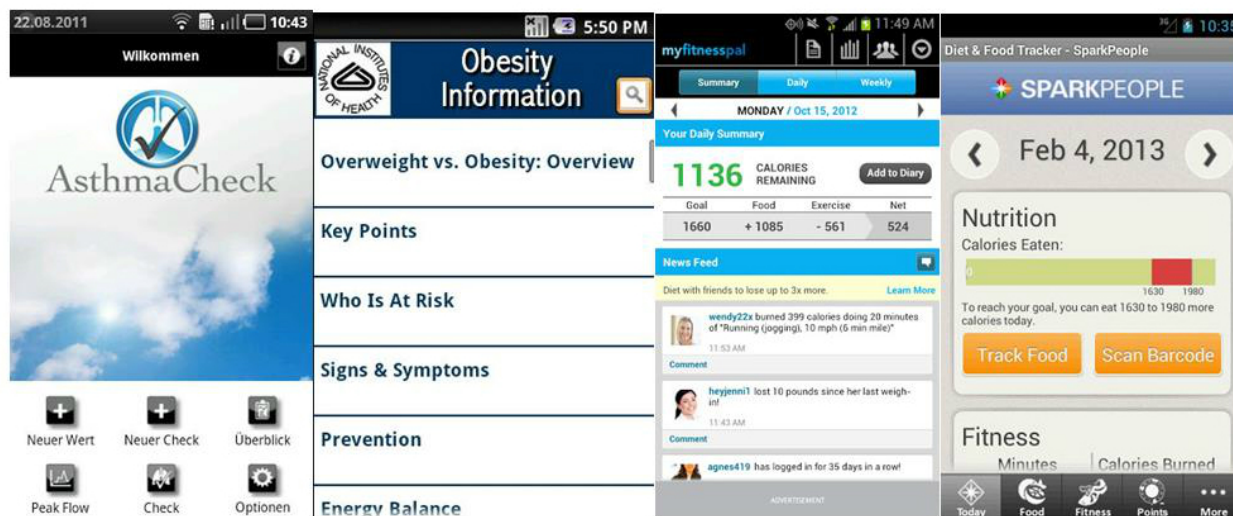 22.08.2011 10:43
Willkommen
AsthmaCheck
Neuer Wert Neuer Check Überblick
Peak Flow Check Optionen
5:50 PM
NATIONAL INSTITUTES OF HEALTH
Obesity
Information
Overweight vs. Obesity: Overview
Key Points
Who Is At Risk
Signs & Symptoms
Prevention
Energy Balance
11:49 AM
myfitnesspal
Summary Daily Weekly
MONDAY / Oct 15, 2012
Your Daily Summary
1136 CALORIES
REMAINING
Add to Diary
Goal Food Exercise Net
1660 + 1085 - 561 524
News Feed
Diet with friends to lose up to 3x more. Learn More
wendy22x burned 399 calories doing 20 minutes
of "Running (jogging), 10 mph (6 min mile)"
11:53 AM
Comment
heyjenni1 lost 10 pounds since her last weigh-
in!
11:43 AM
Comment
agnes419 has logged in for 35 days in a row!
ADVERTISEMENT
3G 10:35
Diet & Food Tracker - SparkPeople
SPARKPEOPLE
Feb 4, 2013
Nutrition
Calories Eaten:
0
1630 1980
To reach your goal, you can eat 1630 to 1980 more
calories today.
Track Food Scan Barcode
Fitness
Minutes Calories Burned
Today Food Fitness Points More